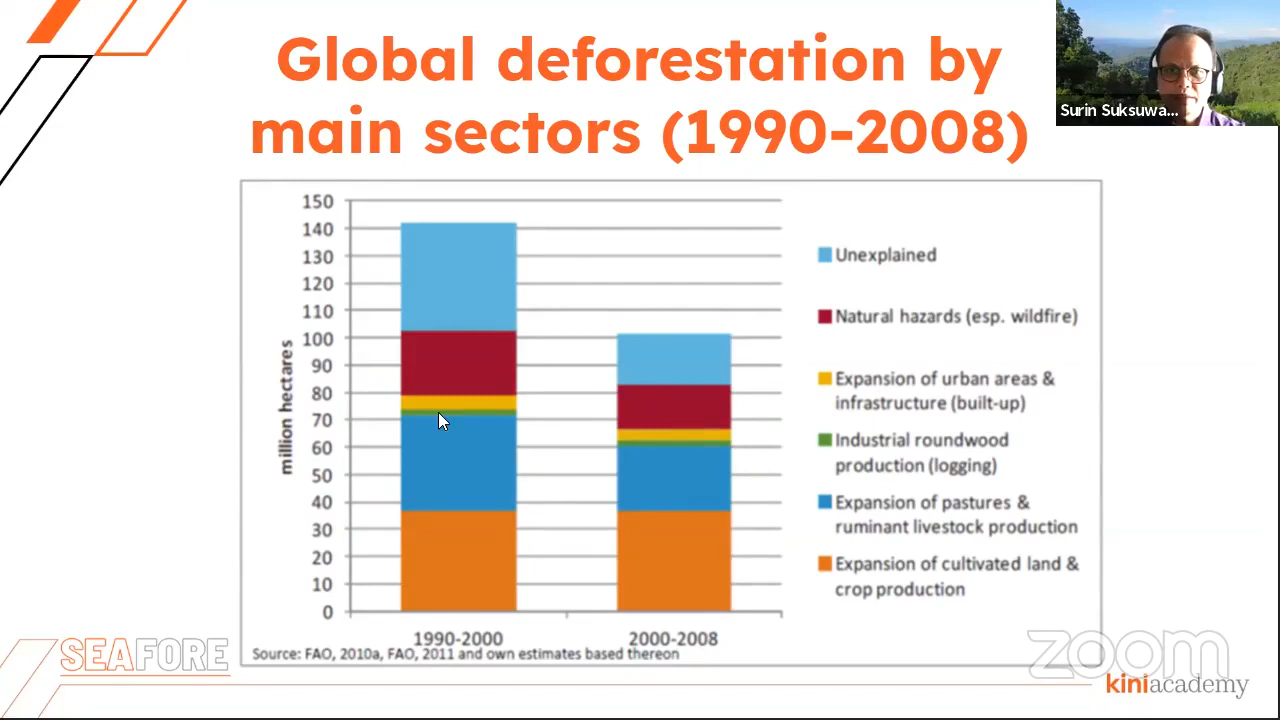 Global deforestation by
main sectors (1990-2008)
Surin Suksuwa...
million hectares
150
140
130
120
110
100
90
80
70
60
50
40
30
20
10
0
1990-2000
2000-2008
Unexplained
Natural hazards (esp. wildfire)
Expansion of urban areas &
infrastructure (built-up)
Industrial roundwood
production (logging)
Expansion of pastures &
ruminant livestock production
Expansion of cultivated land &
crop production
Source: FAO, 2010a, FAO, 2011 and own estimates based thereon
SEAFORE
zoom
kiniacademy